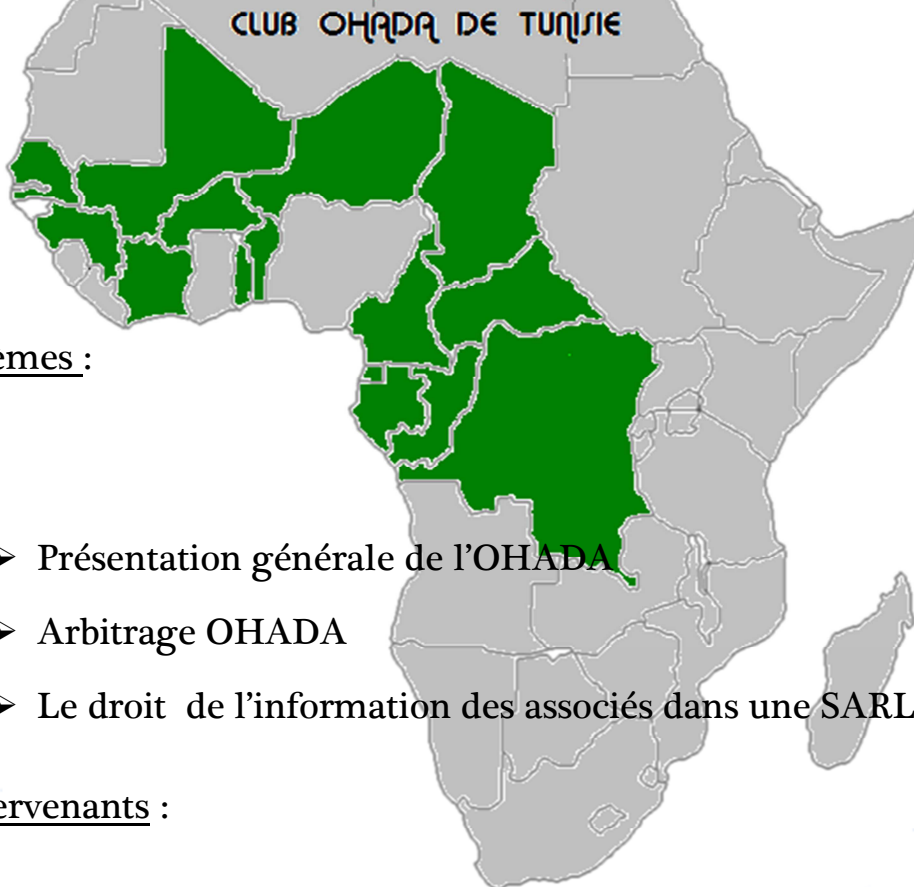 CLUB OHADA DE TUNISIE
emes :
➢ Présentation générale de l'OHADA
➢ Arbitrage OHADA
➢ Le droit de l'information des associés dans une SARL
ervenants :